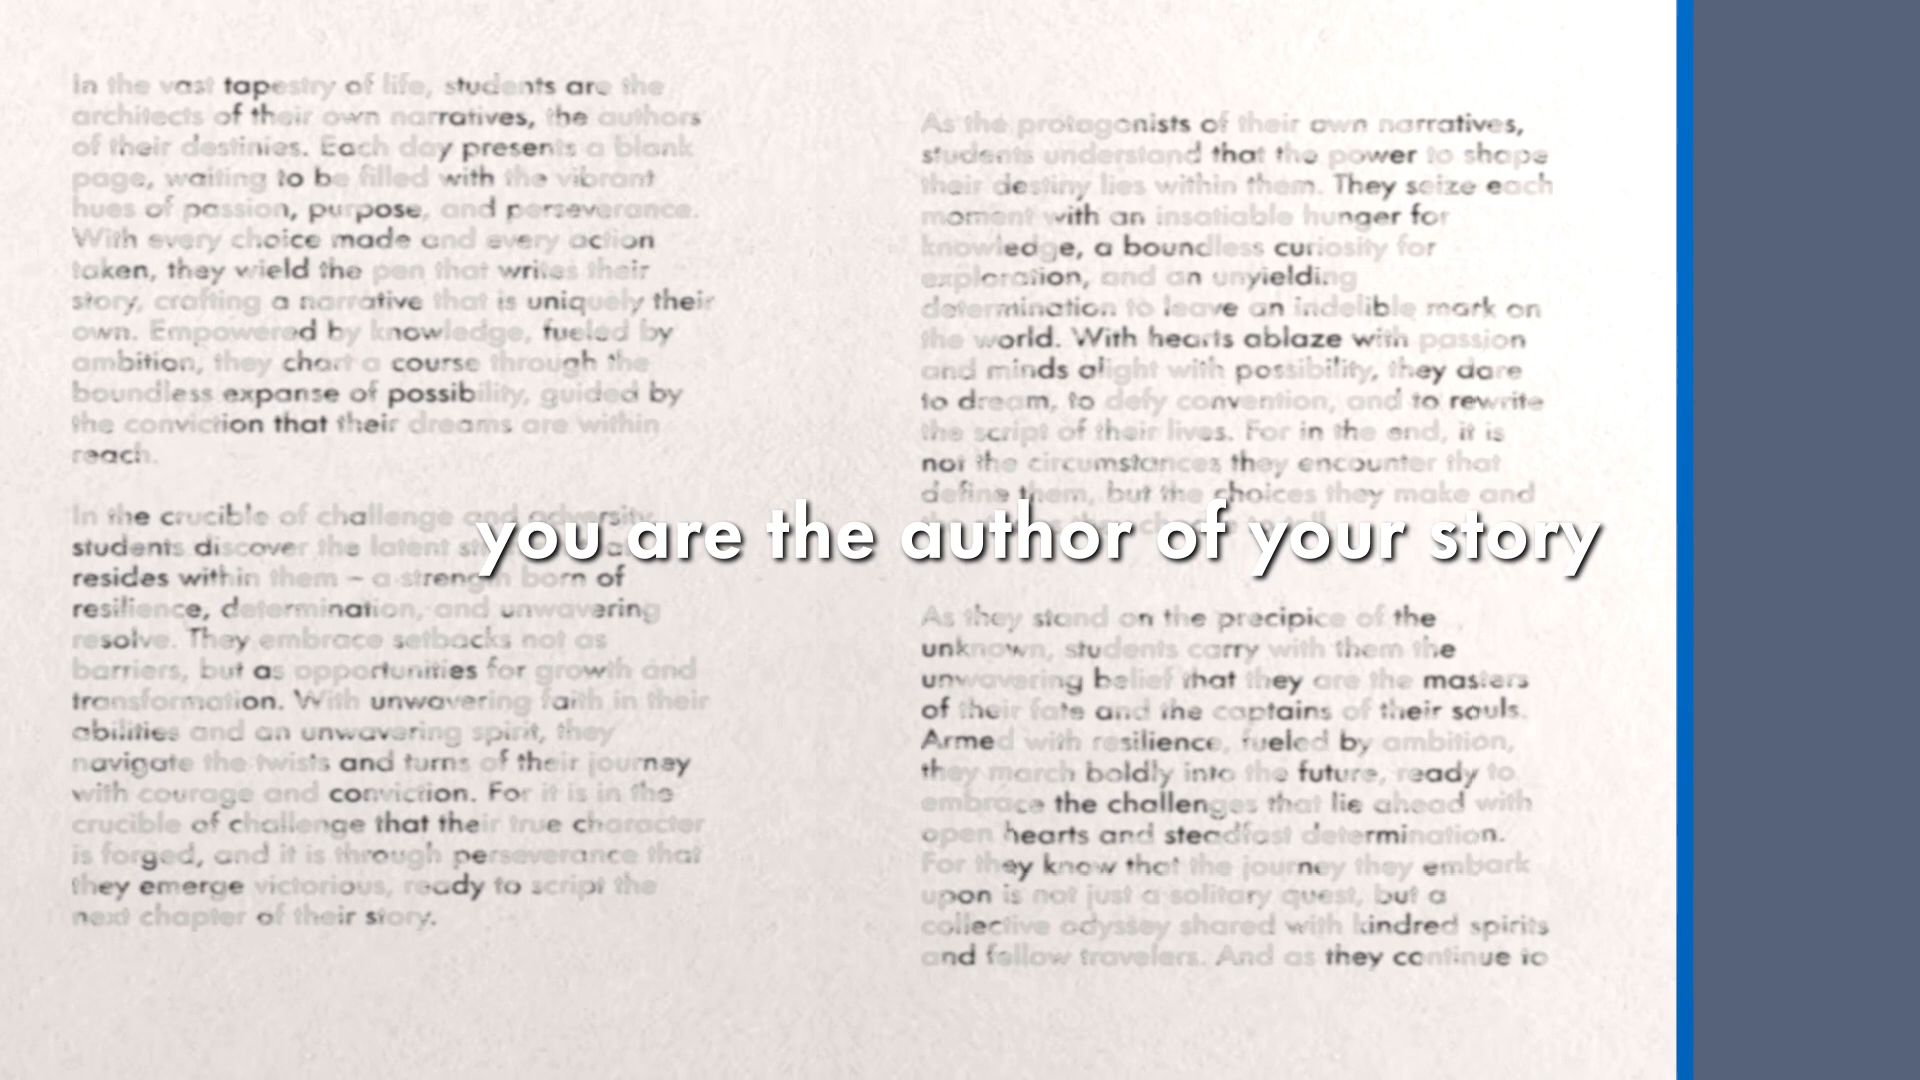 In the vast tapestry of life, students are the
architects of their own narratives, the authors
of their destinies. Each day presents a blank
page, waiting to be filled with the vibrant
hues of passion, purpose, and perseverance.
With every choice made and every action
taken, they wield the pen that writes their
story, crafting a narrative that is uniquely their
own. Empowered by knowledge, fueled by
ambition, they chart a course through the
boundless expanse of possibility, guided by
the conviction that their dreams are within
reach.
In the crucible of challenge and adversity,
students discover the latent
resides within them – a strength born of
resilience, determination, and unwavering
resolve. They embrace setbacks not as
barriers, but as opportunities for growth and
transformation. With unwavering faith in their
abilities and an unwavering spirit, they
navigate the twists and turns of their journey
with courage and conviction. For it is in the
crucible of challenge that their true character
is forged, and it is through perseverance that
they emerge victorious, ready to script the
next chapter of their story.
As the protagonists of their own narratives,
students understand that the power to shape
their destiny lies within them. They seize each
moment with an insatiable hunger for
knowledge, a boundless curiosity for
exploration, and an unyielding
determination to leave an indelible mark on
the world. With hearts ablaze with passion
and minds alight with possibility, they dare
to dream, to defy convention, and to rewrite
the script of their lives. For in the end, it is
not the circumstances they encounter that
define them, but the choices they make and
you are the author of your story
As they stand on the precipice of the
unknown, students carry with them the
unwavering belief that they are the masters
of their fate and the captains of their souls.
Armed with resilience, fueled by ambition,
they march boldly into the future, ready to
embrace the challenges that lie ahead with
open hearts and steadfast determination.
For they know that the journey they embark
upon is not just a solitary quest, but a
collective odyssey shared with kindred spirits
and fellow travelers. And as they continue to